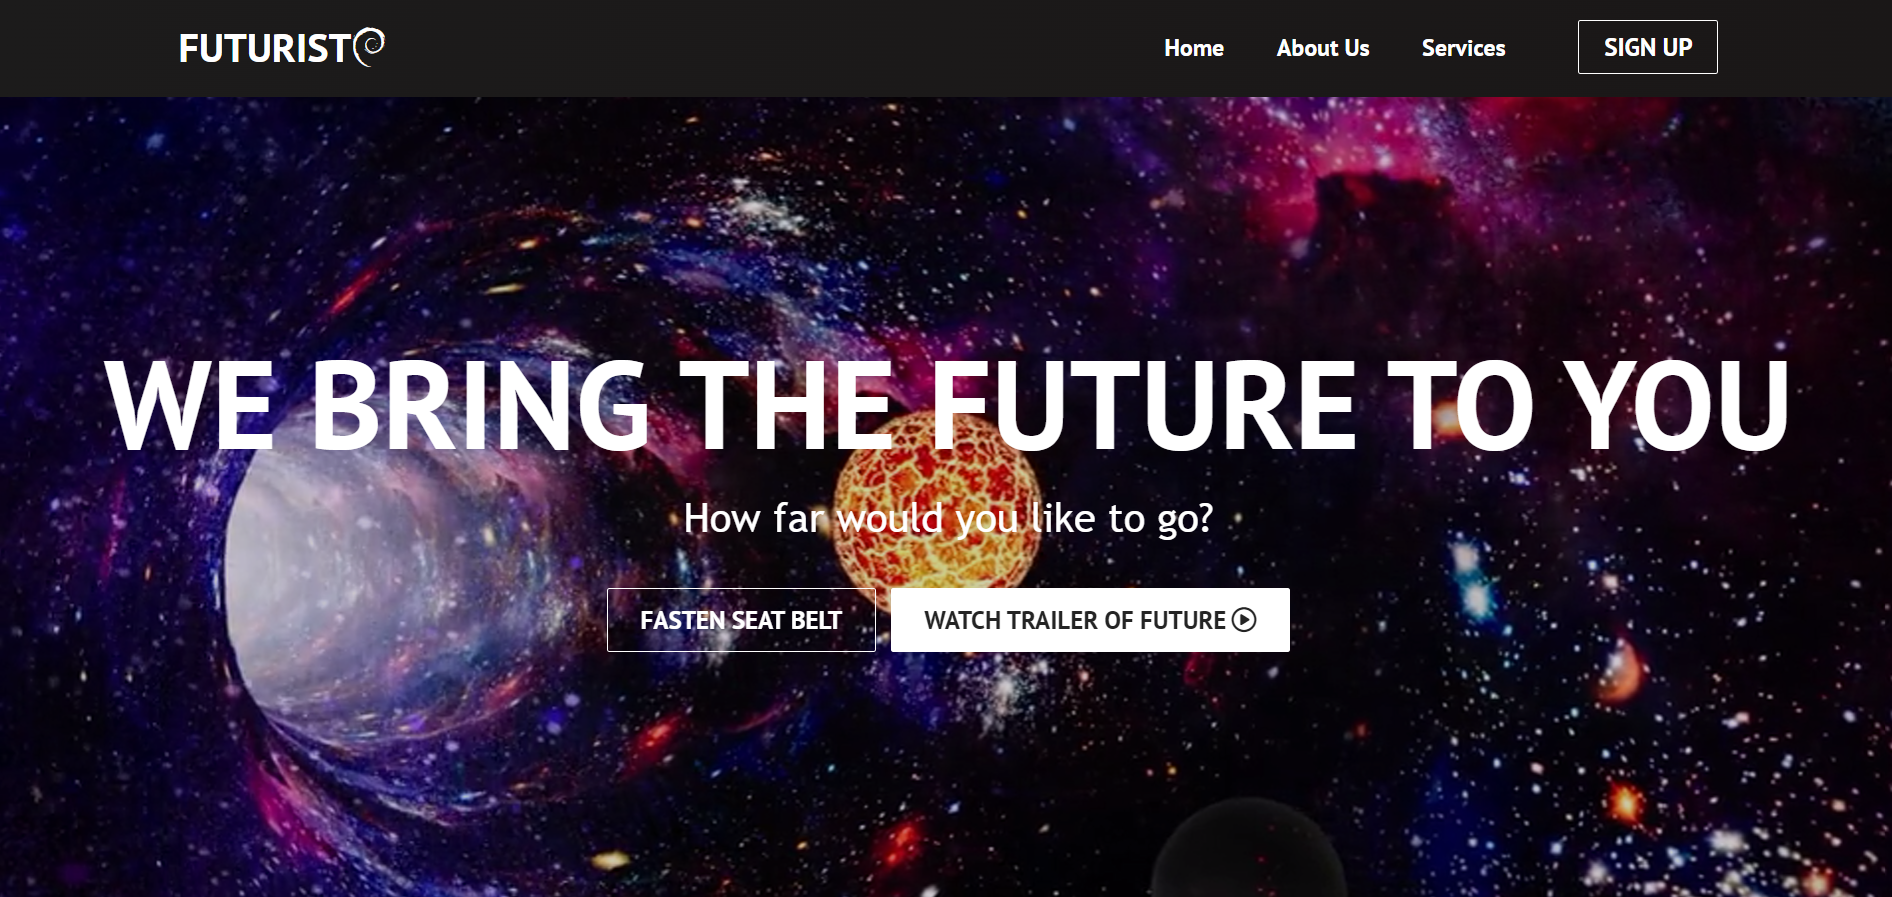 FUTURIST
Home
About Us
Services
SIGN UP
WE BRING THE FUTURE TO YOU
How far would you like to go?
FASTEN SEAT BELT
WATCH TRAILER OF FUTURE